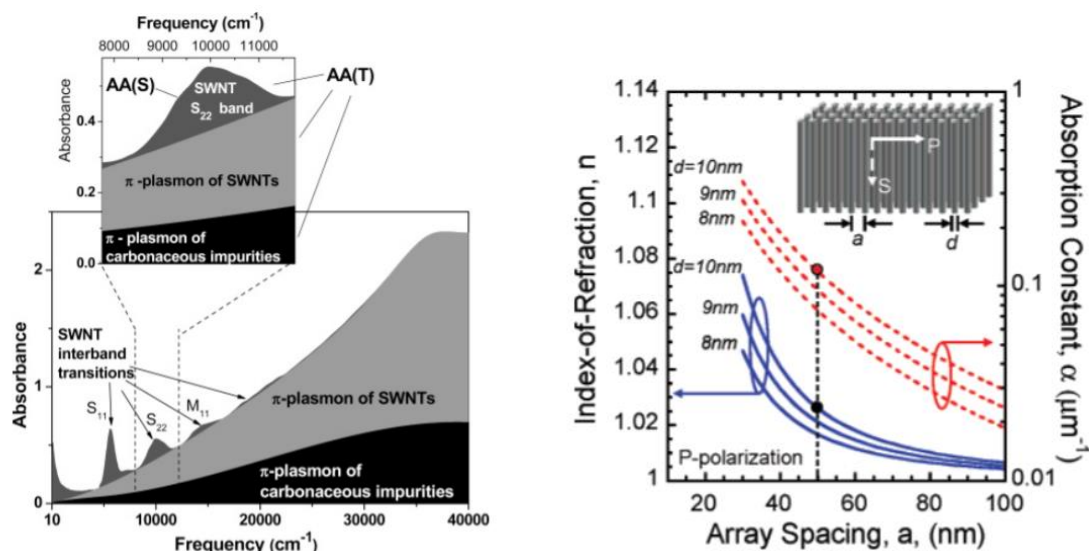 Frequency (cm⁻¹)
8000 9000 10000 11000
AA(S)
AA(T)
SWNT
S₂₂ band
Absorbance
0.4
0.2
0.0
π -plasmon of SWNTs
π - plasmon of
carbonaceous impurities
2
1
0
Absorbance
SWNT
interband
transitions
S₁₁
S₂₂
M₁₁
π-plasmon of SWNTs
π-plasmon of
carbonaceous impurities
10 10000 20000 30000 40000
Frequency (cm⁻¹)
1.14
1.12
1.1
1.08
1.06
1.04
1.02
1
Index-of-Refraction, n
d=10nm
9nm
8nm
d=10nm
9nm
8nm
P
S
a
d
P-polarization
1
0.1
0.01
Absorption Constant, α (μm⁻¹)
20 40 60 80 100
Array Spacing, a, (nm)